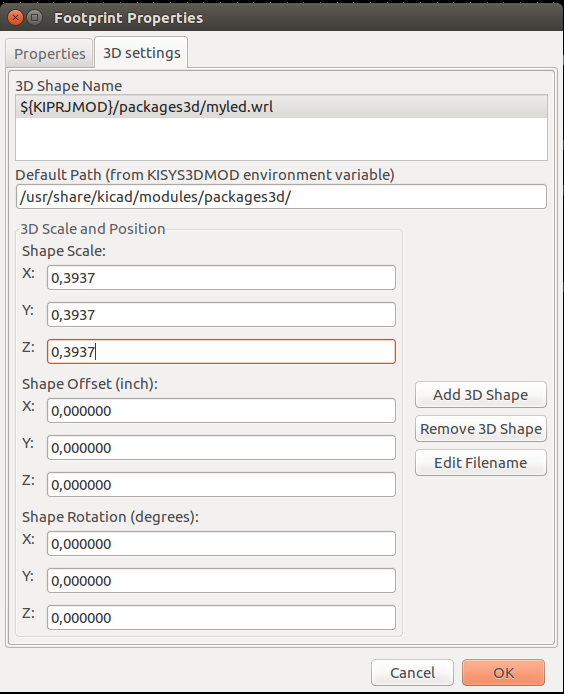 Footprint Properties
Properties
3D settings
3D Shape Name
${KIPRJMOD}/packages3d/myled.wrl
Default Path (from KISYS3DMOD environment variable)
/usr/share/kicad/modules/packages3d/
3D Scale and Position
Shape Scale:
X: 0,3937
Y: 0,3937
Z: 0,3937
Shape Offset (inch):
X: 0,000000
Y: 0,000000
Z: 0,000000
Shape Rotation (degrees):
X: 0,000000
Y: 0,000000
Z: 0,000000
Add 3D Shape
Remove 3D Shape
Edit Filename
Cancel
OK